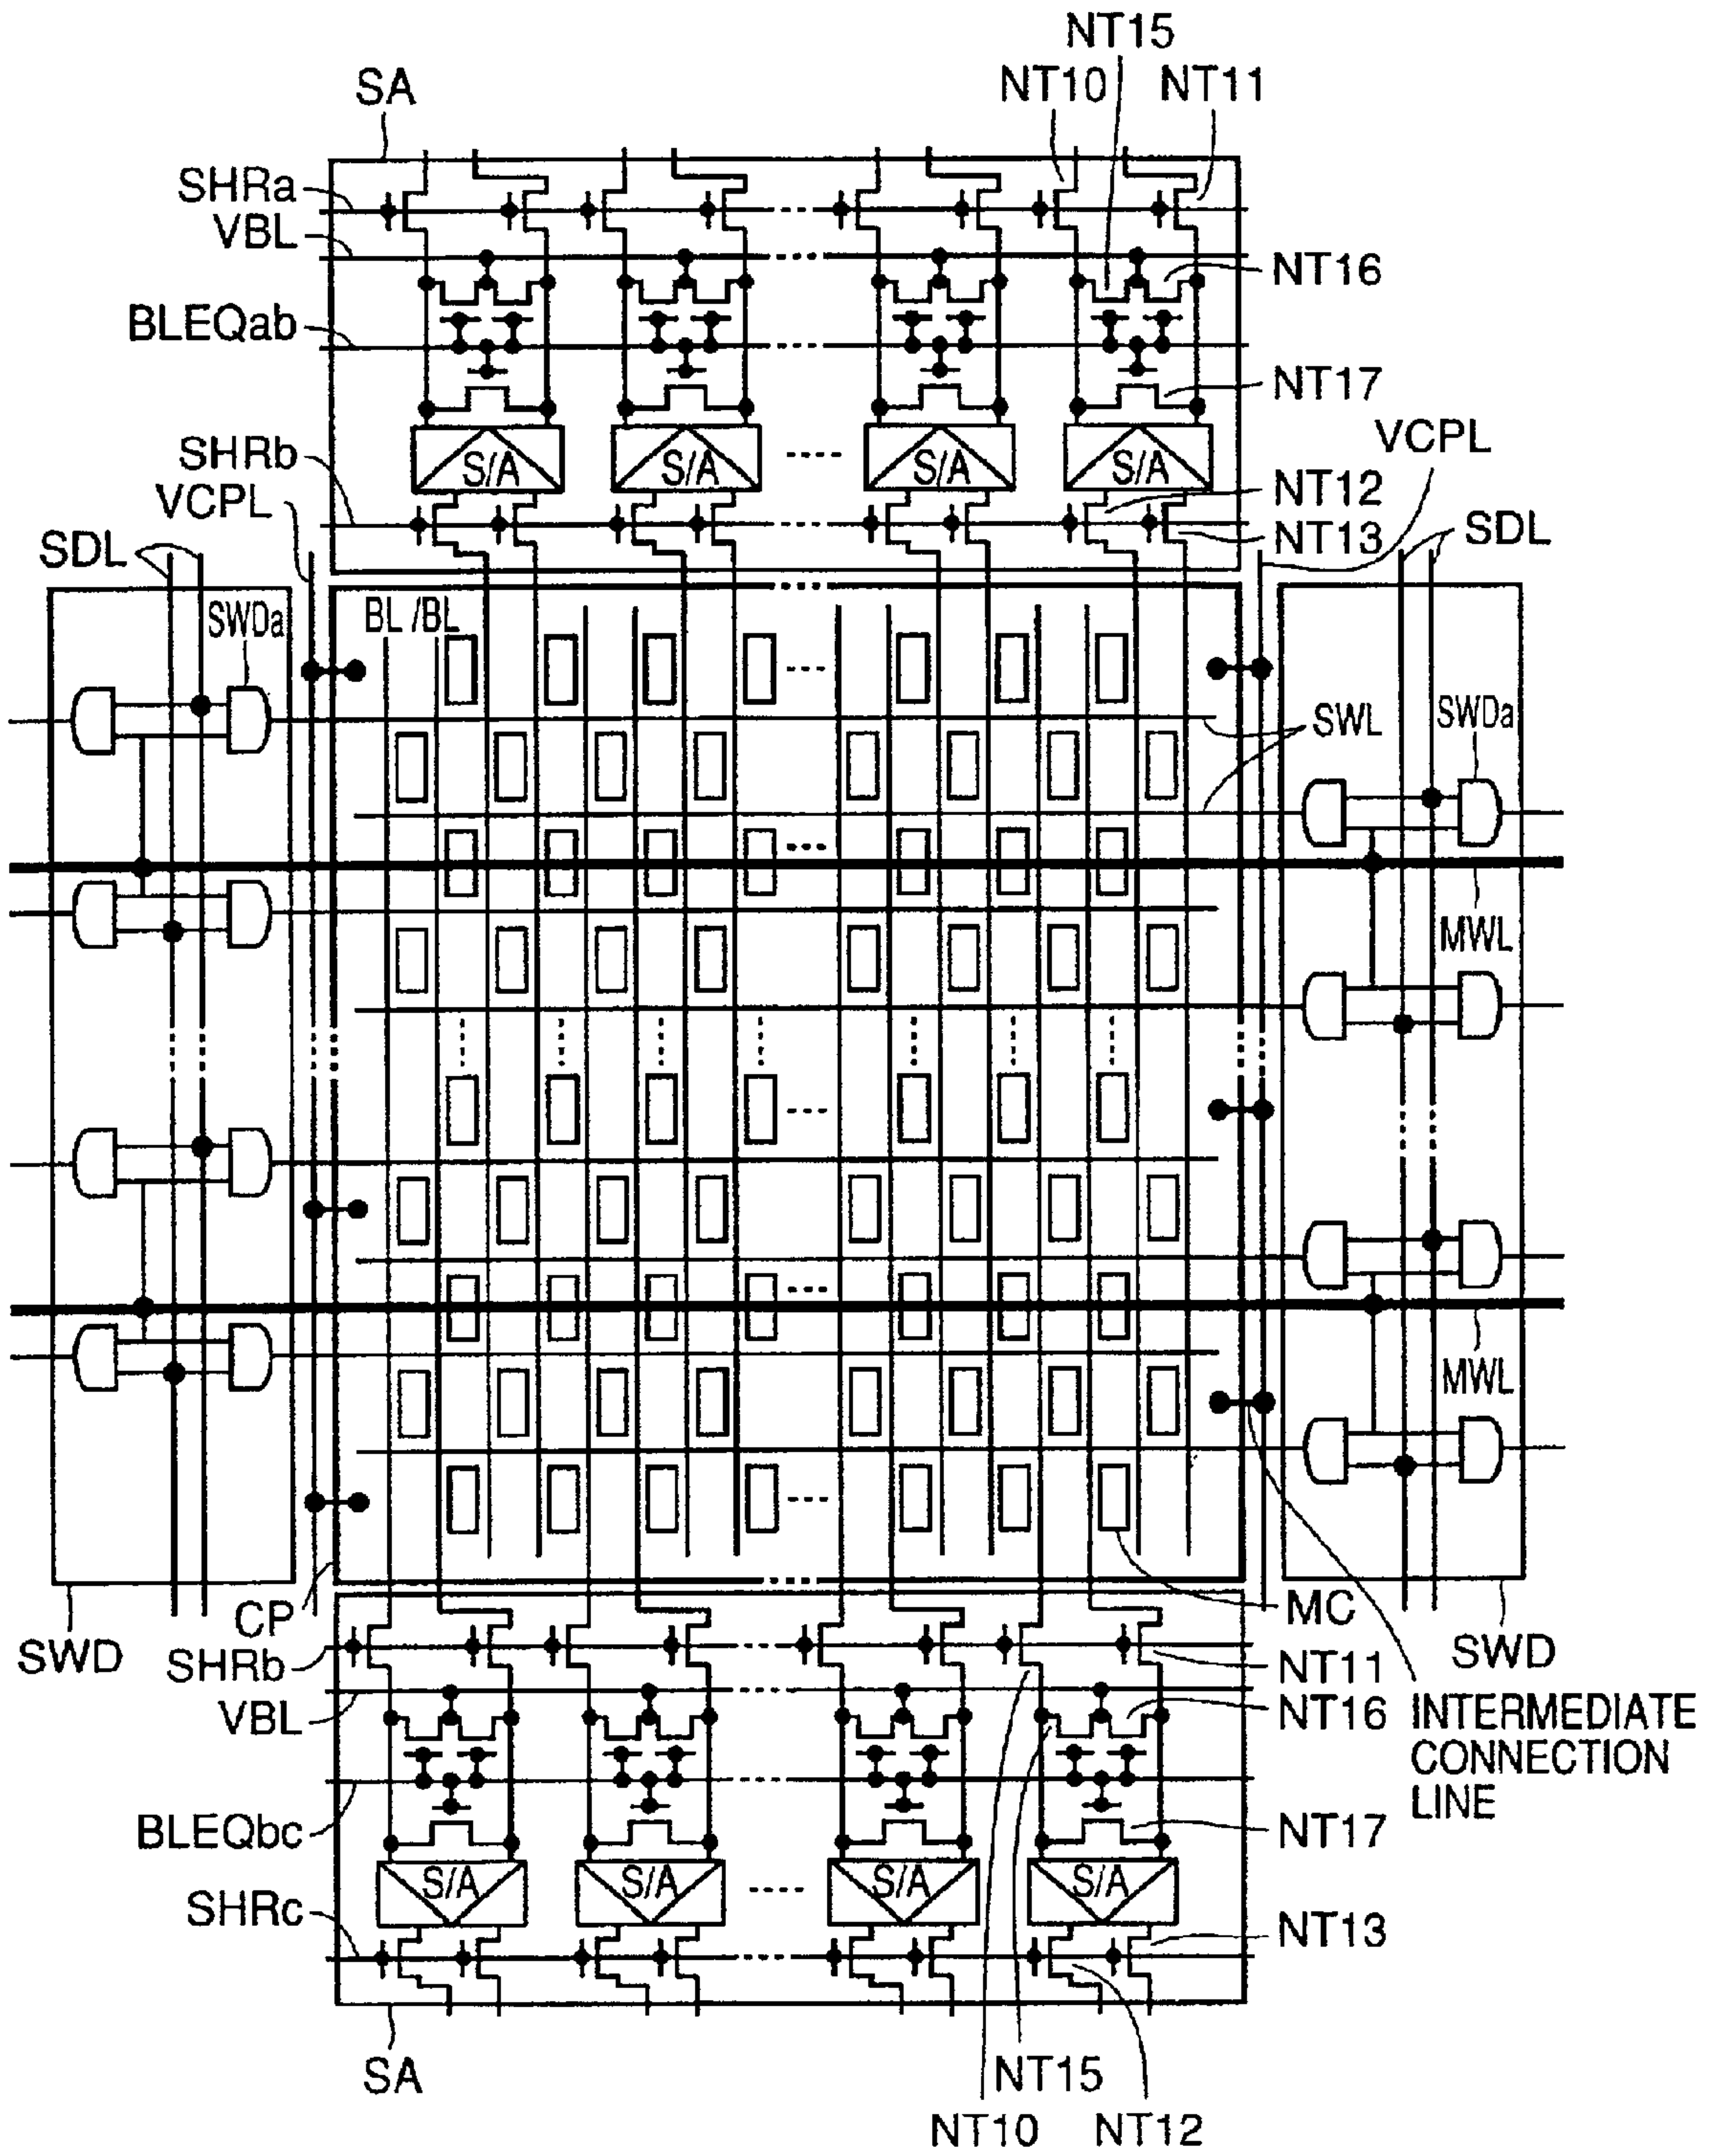 NT15
NT10 NT11
SA
SHRa
VBL
NT16
BLEQab
NT17
VCPL
SHRb
S/A S/A S/A S/A
VCPL
NT12
SDL
NT13
SDL
BL /BL
SWDa
SWL
SWDa
MWL
MWL
CP
MC
SWD
SHRb
NT11
SWD
VBL
NT16
INTERMEDIATE
CONNECTION
LINE
BLEQbc
NT17
S/A S/A S/A S/A
SHRc
NT13
SA
NT15
NT10 NT12